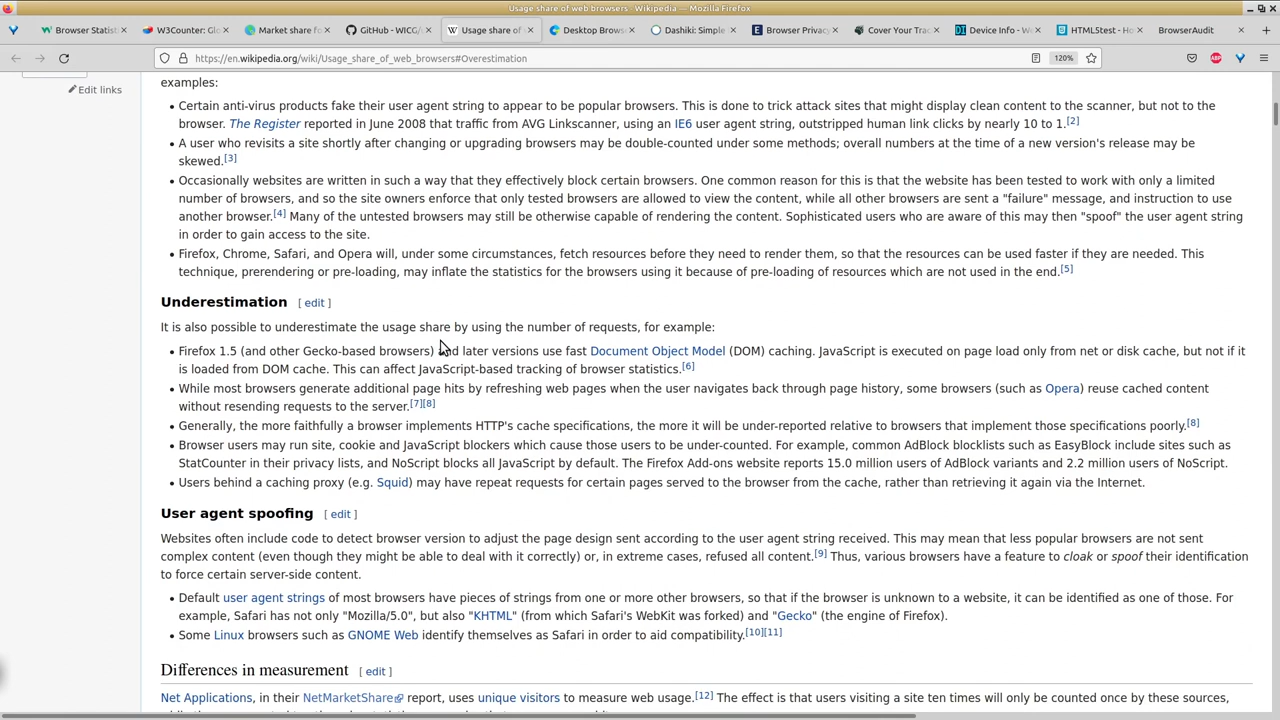 Usage share of web browsers - Wikipedia — Mozilla Firefox
Browser Statist
W3Counter: Glo
Market share fo
GitHub - WICG/
Usage share of
Desktop Browse
Dashiki: Simple
Browser Privac
Cover Your Trac
Device Info - We
HTML5test - Ho
BrowserAudit
https://en.wikipedia.org/wiki/Usage_share_of_web_browsers#Overestimation
120%
ABP
Edit links
examples:
• Certain anti-virus products fake their user agent string to appear to be popular browsers. This is done to trick attack sites that might display clean content to the scanner, but not to the
browser. The Register reported in June 2008 that traffic from AVG Linkscanner, using an IE6 user agent string, outstripped human link clicks by nearly 10 to 1.[2]
• A user who revisits a site shortly after changing or upgrading browsers may be double-counted under some methods; overall numbers at the time of a new version's release may be
skewed.[3]
• Occasionally websites are written in such a way that they effectively block certain browsers. One common reason for this is that the website has been tested to work with only a limited
number of browsers, and so the site owners enforce that only tested browsers are allowed to view the content, while all other browsers are sent a "failure" message, and instruction to use
another browser.[4] Many of the untested browsers may still be otherwise capable of rendering the content. Sophisticated users who are aware of this may then "spoof" the user agent string
in order to gain access to the site.
• Firefox, Chrome, Safari, and Opera will, under some circumstances, fetch resources before they need to render them, so that the resources can be used faster if they are needed. This
technique, prerendering or pre-loading, may inflate the statistics for the browsers using it because of pre-loading of resources which are not used in the end.[5]
Underestimation [ edit ]
It is also possible to underestimate the usage share by using the number of requests, for example:
• Firefox 1.5 (and other Gecko-based browsers) and later versions use fast Document Object Model (DOM) caching. JavaScript is executed on page load only from net or disk cache, but not if it
is loaded from DOM cache. This can affect JavaScript-based tracking of browser statistics.[6]
• While most browsers generate additional page hits by refreshing web pages when the user navigates back through page history, some browsers (such as Opera) reuse cached content
without resending requests to the server.[7][8]
• Generally, the more faithfully a browser implements HTTP's cache specifications, the more it will be under-reported relative to browsers that implement those specifications poorly.[8]
• Browser users may run site, cookie and JavaScript blockers which cause those users to be under-counted. For example, common AdBlock blocklists such as EasyBlock include sites such as
StatCounter in their privacy lists, and NoScript blocks all JavaScript by default. The Firefox Add-ons website reports 15.0 million users of AdBlock variants and 2.2 million users of NoScript.
• Users behind a caching proxy (e.g. Squid) may have repeat requests for certain pages served to the browser from the cache, rather than retrieving it again via the Internet.
User agent spoofing [ edit ]
Websites often include code to detect browser version to adjust the page design sent according to the user agent string received. This may mean that less popular browsers are not sent
complex content (even though they might be able to deal with it correctly) or, in extreme cases, refused all content.[9] Thus, various browsers have a feature to cloak or spoof their identification
to force certain server-side content.
• Default user agent strings of most browsers have pieces of strings from one or more other browsers, so that if the browser is unknown to a website, it can be identified as one of those. For
example, Safari has not only "Mozilla/5.0", but also "KHTML" (from which Safari's WebKit was forked) and "Gecko" (the engine of Firefox).
• Some Linux browsers such as GNOME Web identify themselves as Safari in order to aid compatibility.[10][11]
Differences in measurement [ edit ]
Net Applications, in their NetMarketShare report, uses unique visitors to measure web usage.[12] The effect is that users visiting a site ten times will only be counted once by these sources,